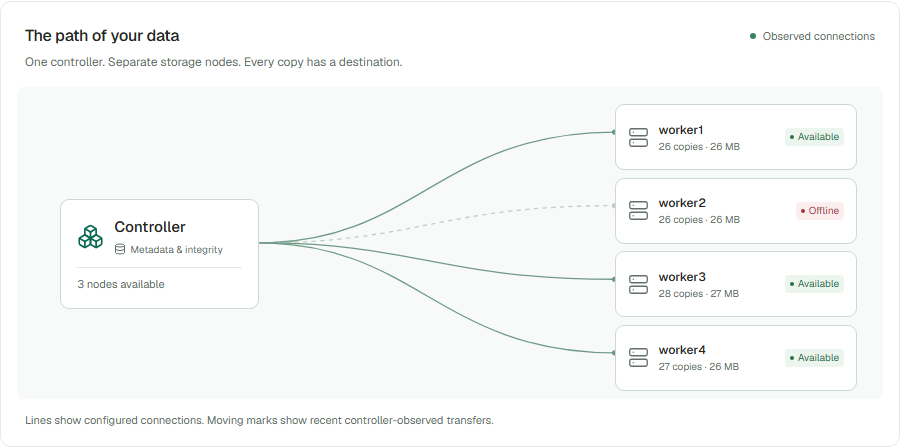 The path of your data
Observed connections
One controller. Separate storage nodes. Every copy has a destination.
worker1
26 copies · 26 MB
Available
worker2
26 copies · 26 MB
Offline
Controller
Metadata & integrity
3 nodes available
worker3
28 copies · 27 MB
Available
worker4
27 copies · 26 MB
Available
Lines show configured connections. Moving marks show recent controller-observed transfers.